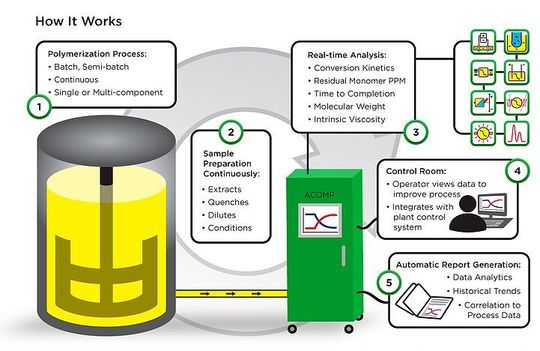 How It Works
Polymerization Process:
• Batch, Semi-batch
• Continuous
• Single or Multi-component
1
2
Sample
Preparation
Continuously:
• Extracts
• Quenches
• Dilutes
• Conditions
Real-time Analysis:
• Conversion Kinetics
• Residual Monomer PPM
• Time to Completion
• Molecular Weight
• Intrinsic Viscosity
3
ACOMP
4
Control Room:
• Operator views data
to improve process
• Integrates with
plant control
system
5
Automatic Report Generation:
• Data Analytics
• Historical Trends
• Correlation to
Process Data